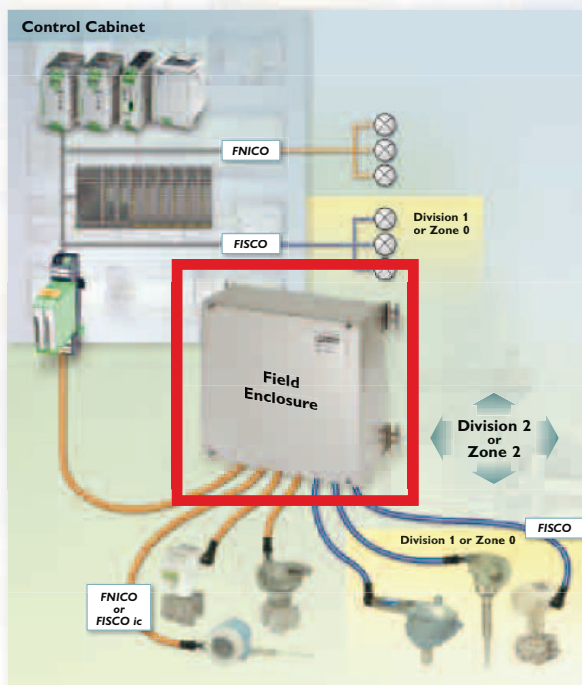 Control Cabinet
FNICO
FISCO
Division 1
or Zone 0
Field
Enclosure
Division 2
or
Zone 2
FISCO
Division 1 or Zone 0
FNICO
or
FISCO ic